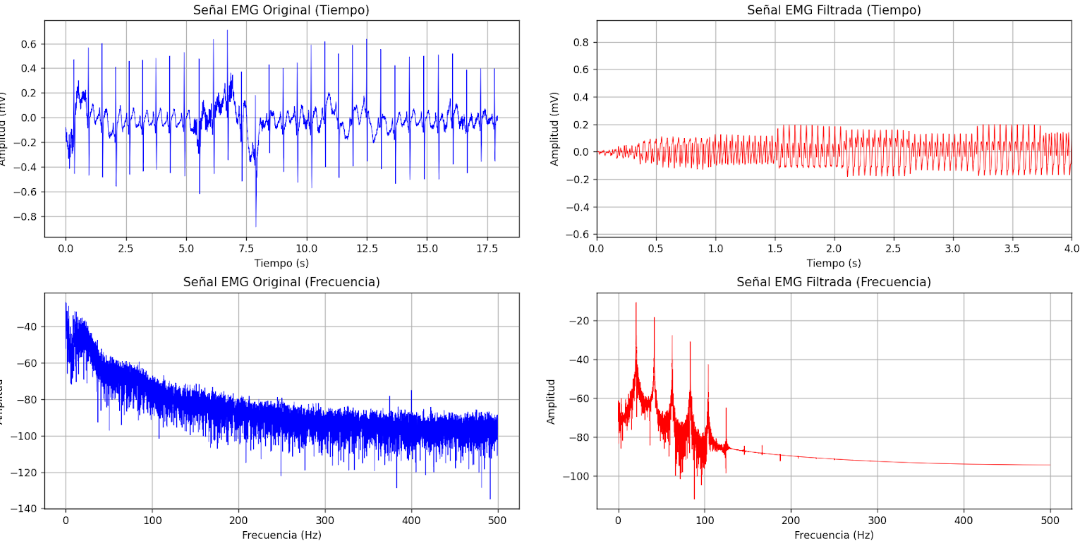 Señal EMG Original (Tiempo)
0.6
0.4
0.2
0.0
−0.2
−0.4
−0.6
−0.8
(mV)
0.0 2.5 5.0 7.5 10.0 12.5 15.0 17.5
Tiempo (s)
Señal EMG Filtrada (Tiempo)
0.8
0.6
0.4
0.2
0.0
−0.2
−0.4
−0.6
Amplitud (mV)
0.0 0.5 1.0 1.5 2.0 2.5 3.0 3.5 4.0
Tiempo (s)
Señal EMG Original (Frecuencia)
−40
−60
−80
−100
−120
−140
0 100 200 300 400 500
Frecuencia (Hz)
Señal EMG Filtrada (Frecuencia)
−20
−40
−60
−80
−100
Amplitud
0 100 200 300 400 500
Frecuencia (Hz)